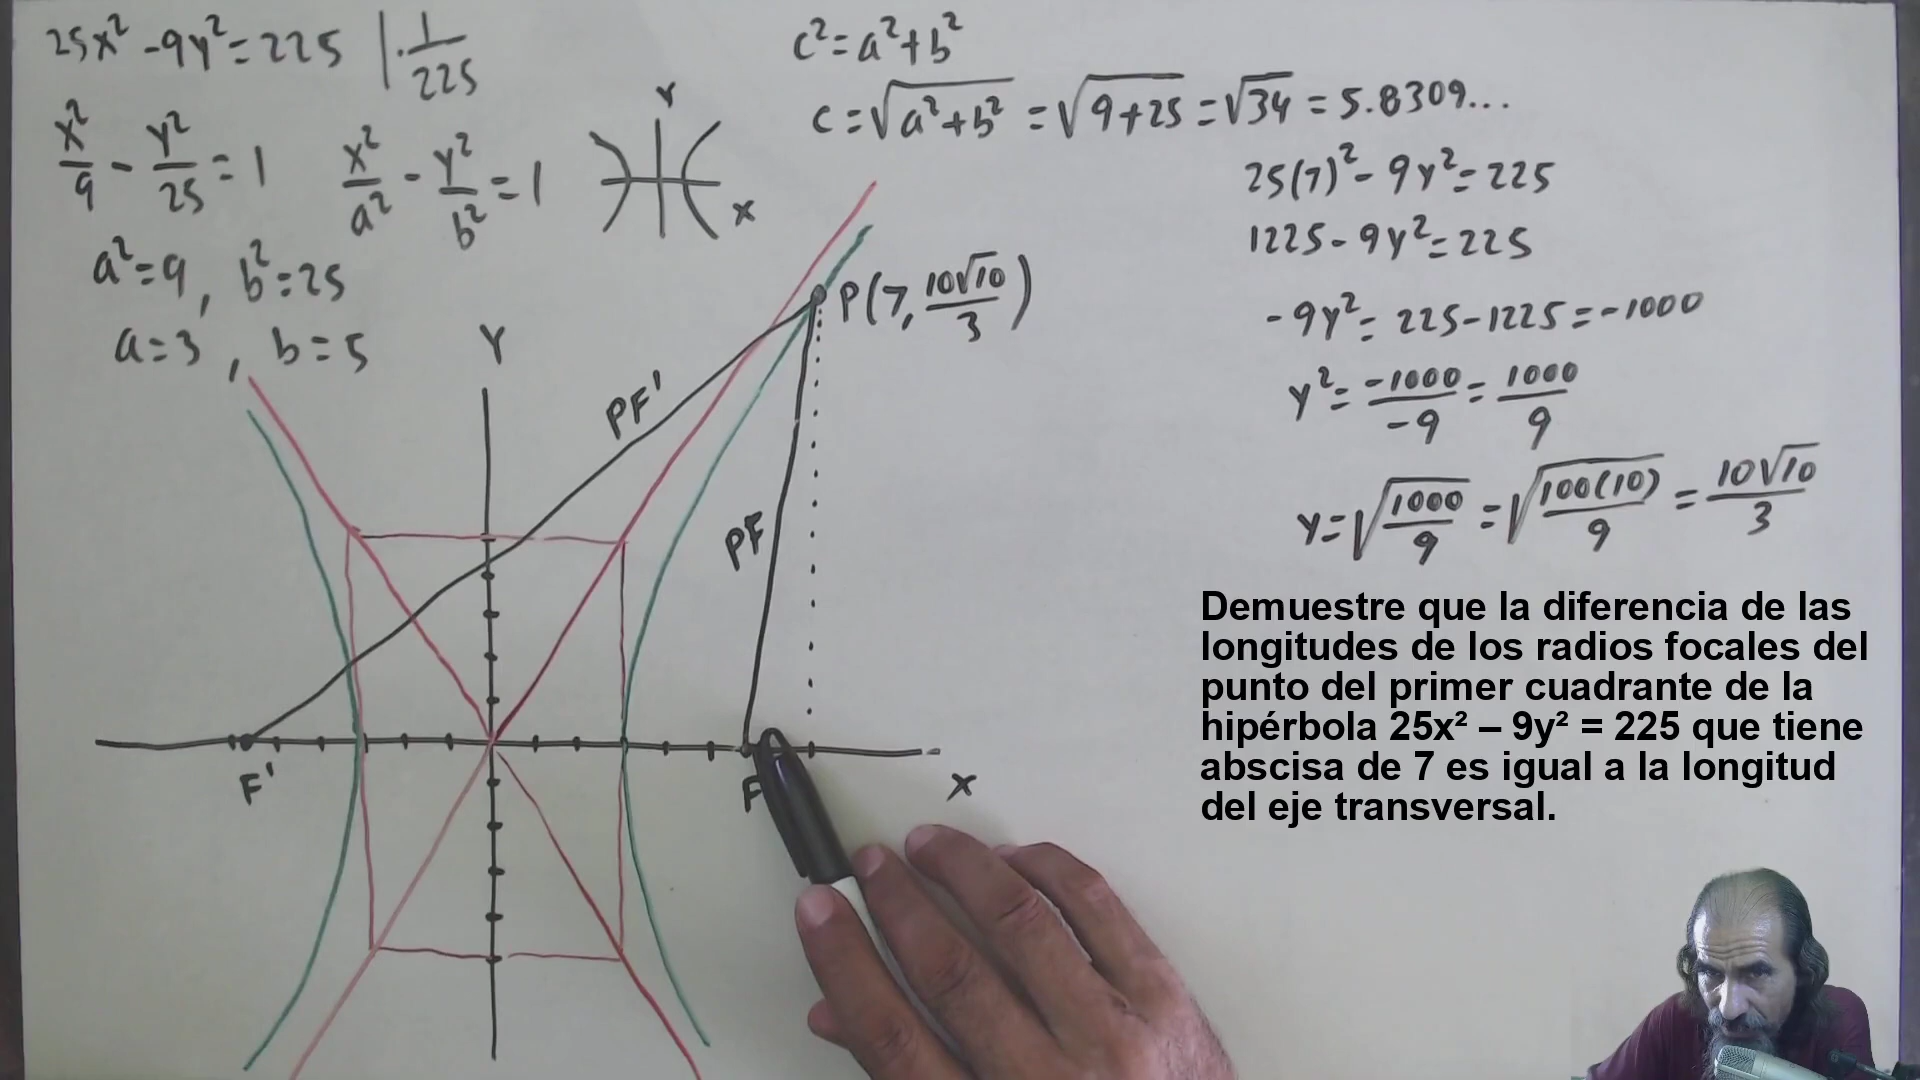 25x² - 9y² = 225 | · 1/225
x²/9 - y²/25 = 1
x²/a² - y²/b² = 1
a² = 9, b² = 25
a = 3, b = 5
Y
X
c² = a² + b²
c = √(a² + b²) = √(9+25) = √34 = 5.8309...
25(7)² - 9y² = 225
1225 - 9y² = 225
-9y² = 225 - 1225 = -1000
y² = -1000/-9 = 1000/9
y = √(1000/9) = √(100(10)/9) = 10√10/3
P(7, 10√10/3)
Y
PF'
PF
F'
F
X
Demuestre que la diferencia de las
longitudes de los radios focales del
punto del primer cuadrante de la
hipérbola 25x² – 9y² = 225 que tiene
abscisa de 7 es igual a la longitud
del eje transversal.